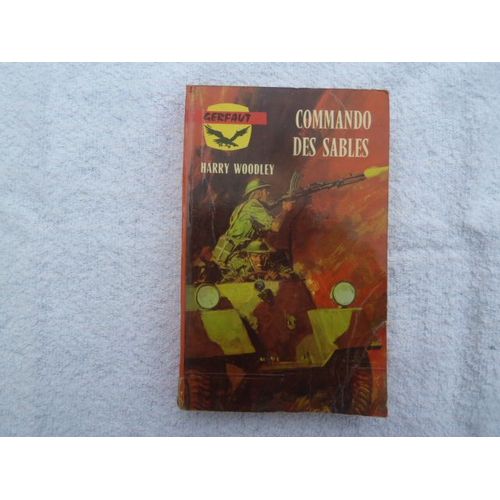 GERFAUT
COMMANDO
DES SABLES
HARRY WOODLEY